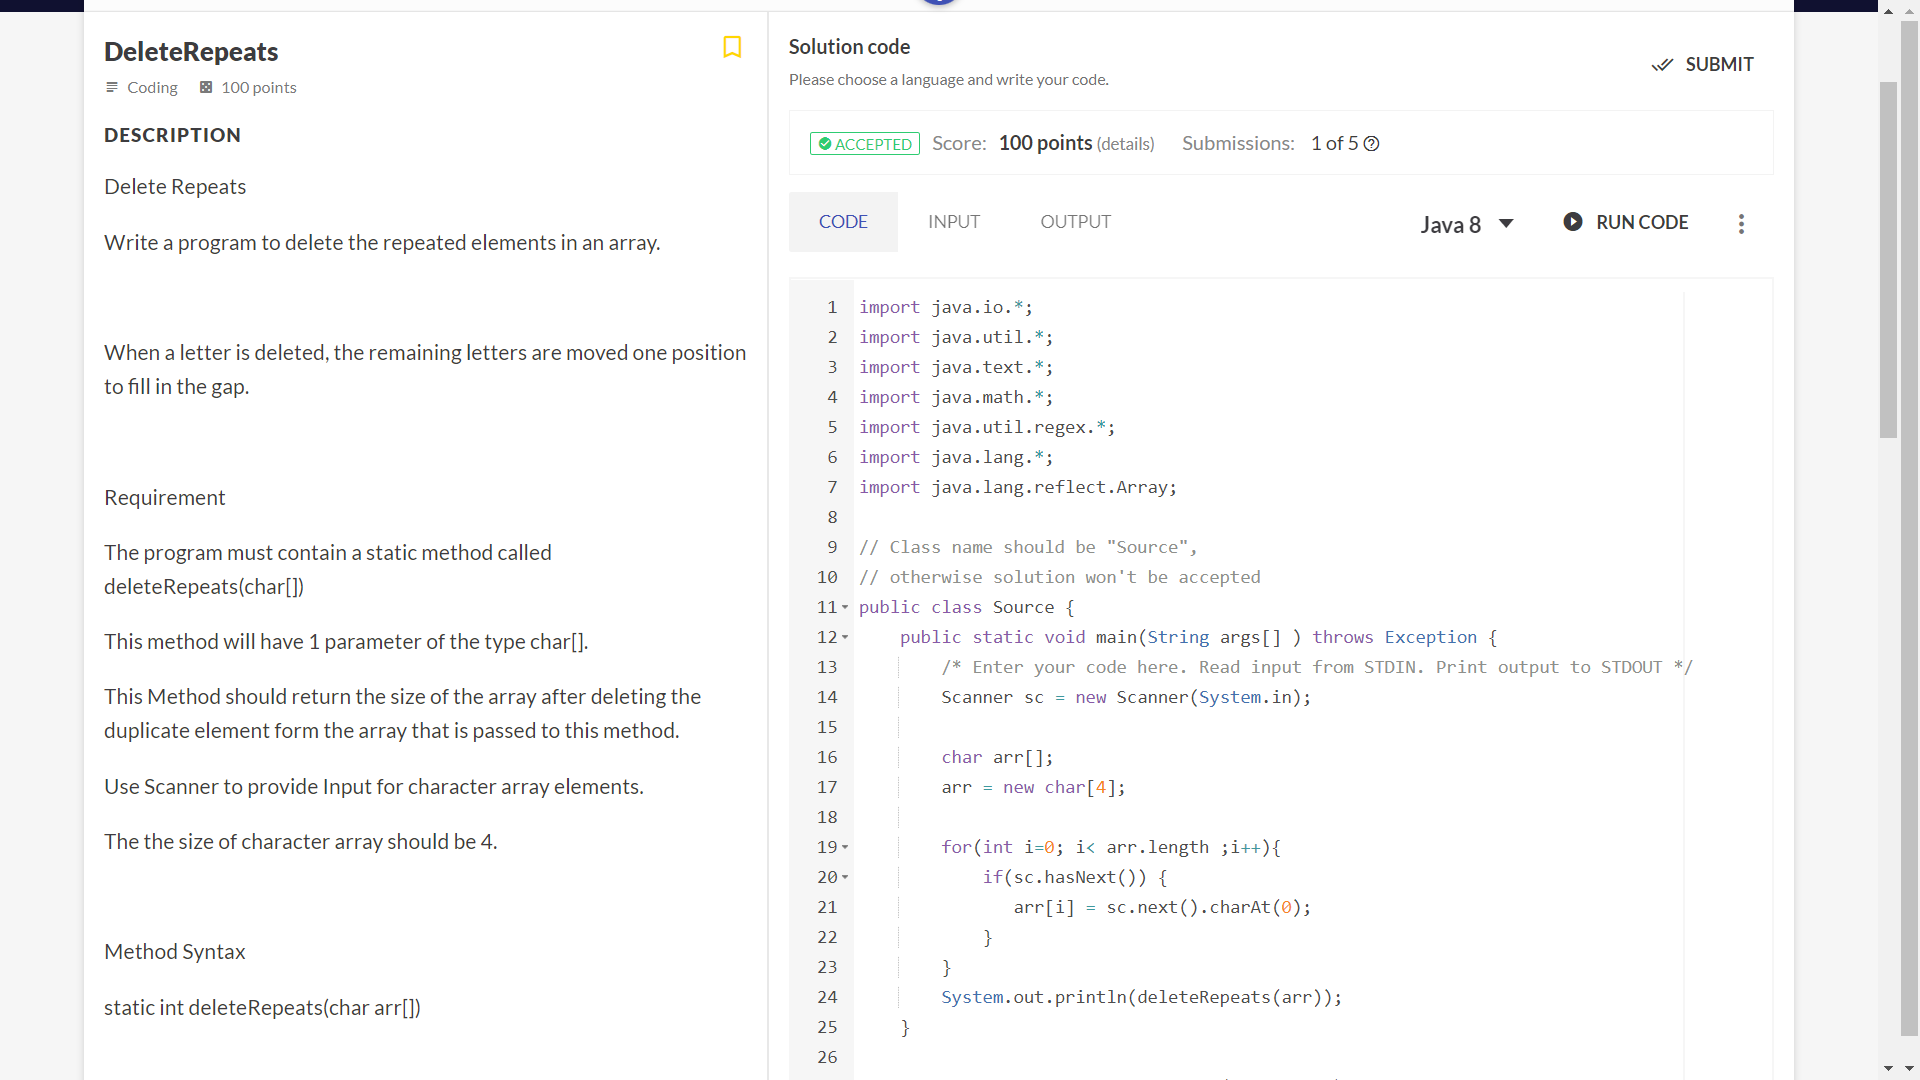 DeleteRepeats
Coding 100 points
DESCRIPTION
Delete Repeats
Write a program to delete the repeated elements in an array.
When a letter is deleted, the remaining letters are moved one position
to fill in the gap.
Requirement
The program must contain a static method called
deleteRepeats(char[])
This method will have 1 parameter of the type char[].
This Method should return the size of the array after deleting the
duplicate element form the array that is passed to this method.
Use Scanner to provide Input for character array elements.
The the size of character array should be 4.
Method Syntax
static int deleteRepeats(char arr[])
Solution code
Please choose a language and write your code.
SUBMIT
ACCEPTED Score: 100 points (details) Submissions: 1 of 5
CODE INPUT OUTPUT Java 8 RUN CODE
1 import java.io.*;
2 import java.util.*;
3 import java.text.*;
4 import java.math.*;
5 import java.util.regex.*;
6 import java.lang.*;
7 import java.lang.reflect.Array;
8
9 // Class name should be "Source",
10 // otherwise solution won't be accepted
11 public class Source {
12 public static void main(String args[] ) throws Exception {
13 /* Enter your code here. Read input from STDIN. Print output to STDOUT */
14 Scanner sc = new Scanner(System.in);
15
16 char arr[];
17 arr = new char[4];
18
19 for(int i=0; i< arr.length ;i++){
20 if(sc.hasNext()) {
21 arr[i] = sc.next().charAt(0);
22 }
23 }
24 System.out.println(deleteRepeats(arr));
25 }
26